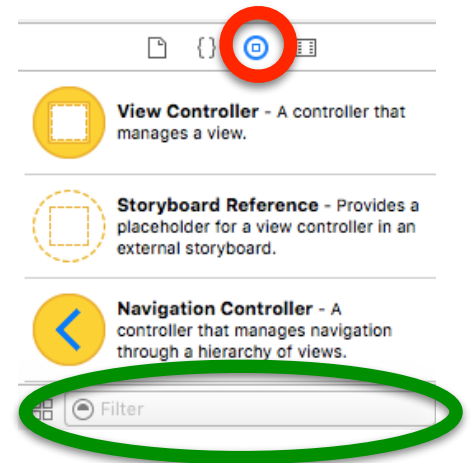 {}
View Controller - A controller that
manages a view.
Storyboard Reference - Provides a
placeholder for a view controller in an
external storyboard.
Navigation Controller - A
controller that manages navigation
through a hierarchy of views.
Filter